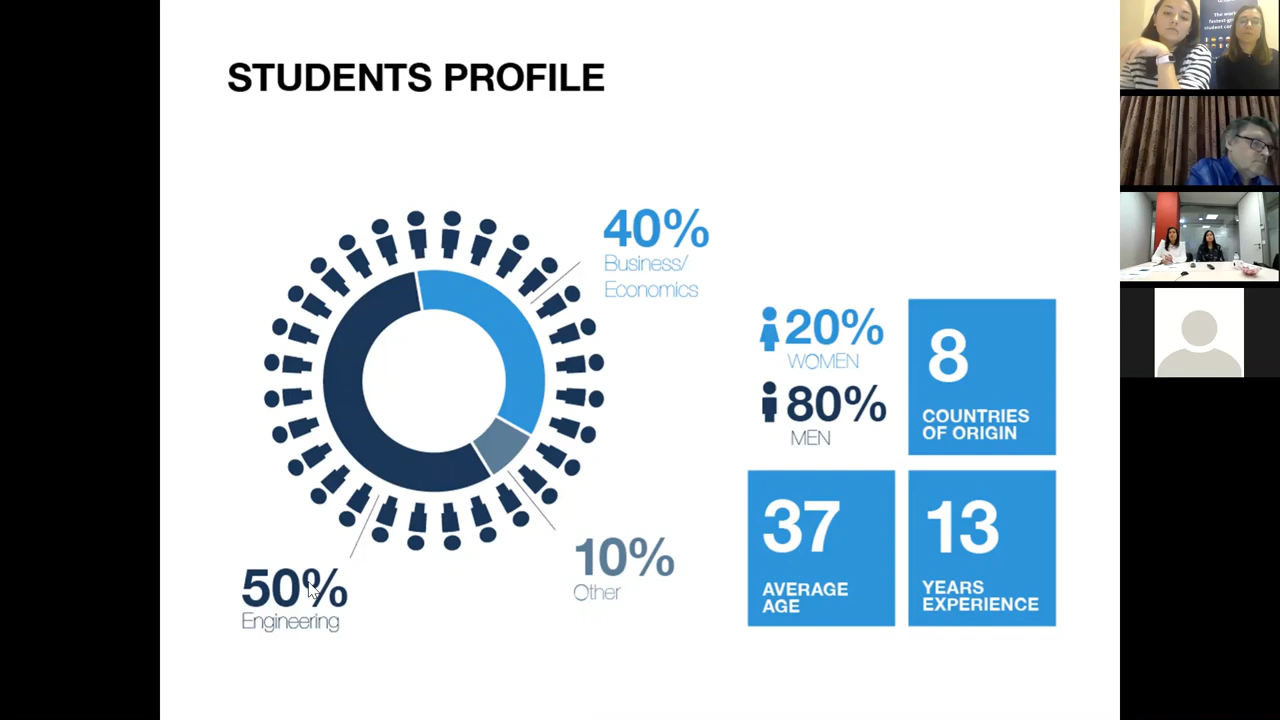 STUDENTS PROFILE
40%
Business/
Economics
20%
WOMEN
80%
MEN
8
COUNTRIES
OF ORIGIN
10%
Other
50%
Engineering
37
AVERAGE
AGE
13
YEARS
EXPERIENCE